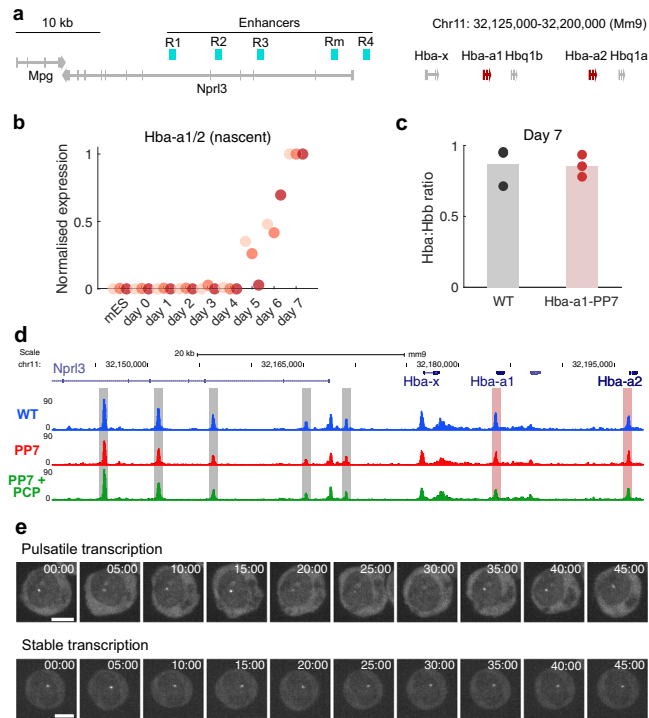 a
10 kb
Enhancers
Chr11: 32,125,000-32,200,000 (Mm9)
R1 R2 R3 Rm R4
Hba-x Hba-a1 Hbq1b Hba-a2 Hbq1a
Mpg
Nprl3
b
Hba-a1/2 (nascent)
Normalised expression
1
0.5
0
mES day 0 day 1 day 2 day 3 day 4 day 5 day 6 day 7
c
Day 7
Hba:Hbb ratio
1
0.5
0
WT Hba-a1-PP7
d
Scale 20 kb mm9
chr11: 32,150,000 32,165,000 32,180,000 32,195,000
Nprl3
Hba-x Hba-a1 Hba-a2
90
WT
0
90
PP7
0
90
PP7 +
PCP
0
e
Pulsatile transcription
00:00 05:00 10:00 15:00 20:00 25:00 30:00 35:00 40:00 45:00
Stable transcription
00:00 05:00 10:00 15:00 20:00 25:00 30:00 35:00 40:00 45:00